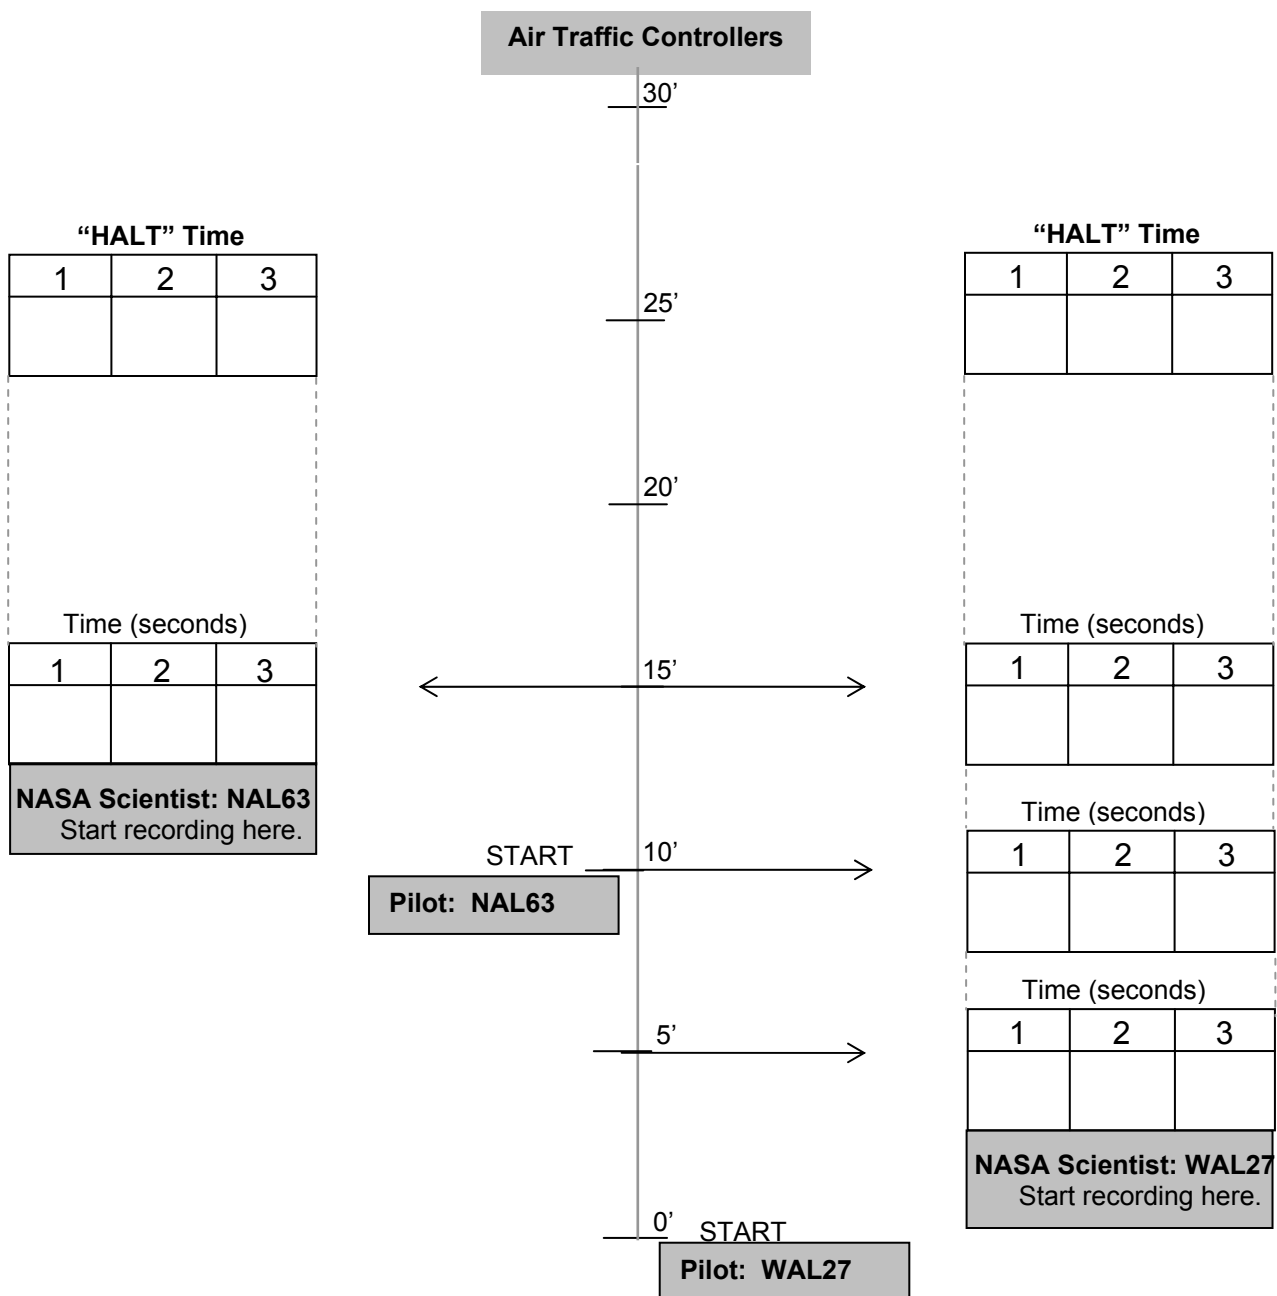 Air Traffic Controllers
30’
“HALT” Time
1 2 3
“HALT” Time
1 2 3
25’
20’
Time (seconds)
1 2 3
15’
Time (seconds)
1 2 3
NASA Scientist: NAL63
Start recording here.
START
10’
Pilot: NAL63
Time (seconds)
1 2 3
5’
Time (seconds)
1 2 3
NASA Scientist: WAL27
Start recording here.
0’
START
Pilot: WAL27